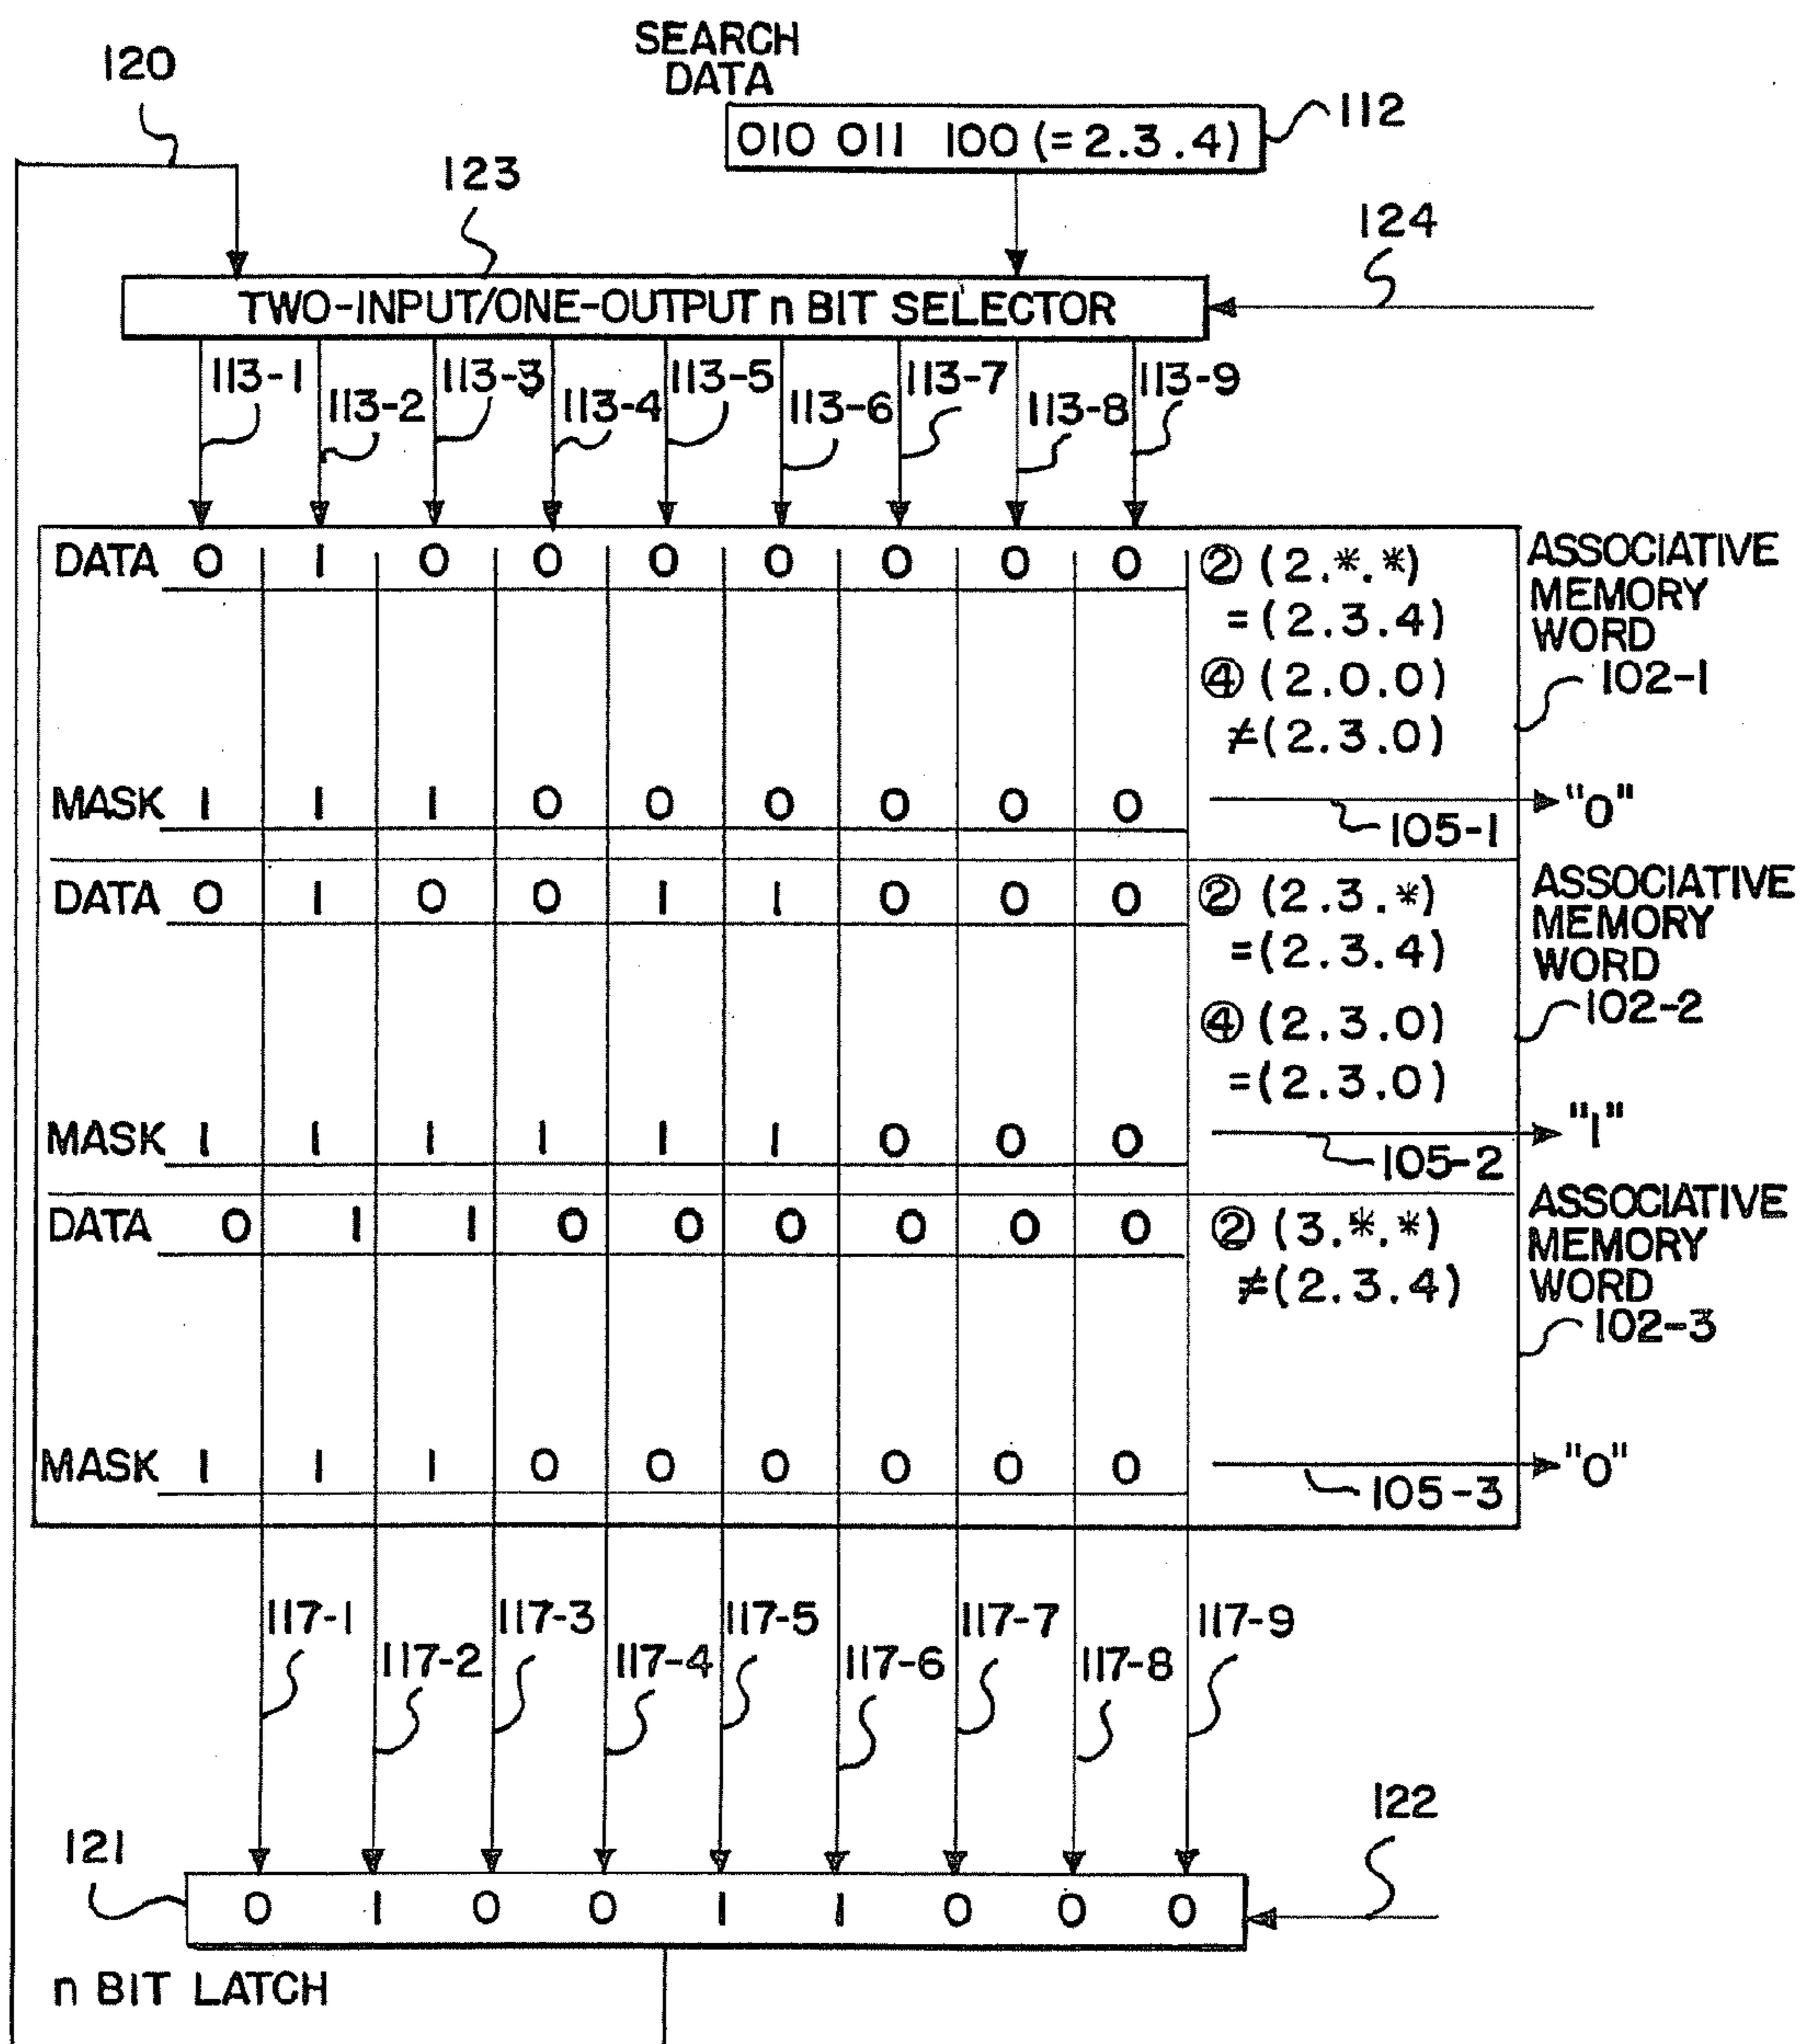 SEARCH
DATA
120
010 011 100 (=2.3.4)
112
123
124
TWO-INPUT/ONE-OUTPUT n BIT SELECTOR
113-1
113-2
113-3
113-4
113-5
113-6
113-7
113-8
113-9
DATA 0 1 0 0 0 0 0 0 0
② (2.*.*)
=(2.3.4)
④ (2.0.0)
≠(2.3.0)
ASSOCIATIVE
MEMORY
WORD
102-1
MASK 1 1 1 0 0 0 0 0 0
"0"
105-1
DATA 0 1 0 0 1 1 0 0 0
② (2.3.*)
=(2.3.4)
④ (2.3.0)
=(2.3.0)
ASSOCIATIVE
MEMORY
WORD
102-2
MASK 1 1 1 1 1 1 0 0 0
"1"
105-2
DATA 0 1 1 0 0 0 0 0 0
② (3.*.*)
≠(2.3.4)
ASSOCIATIVE
MEMORY
WORD
102-3
MASK 1 1 1 0 0 0 0 0 0
"0"
105-3
117-1
117-2
117-3
117-4
117-5
117-6
117-7
117-8
117-9
121
122
0 1 0 0 1 1 0 0 0
n BIT LATCH